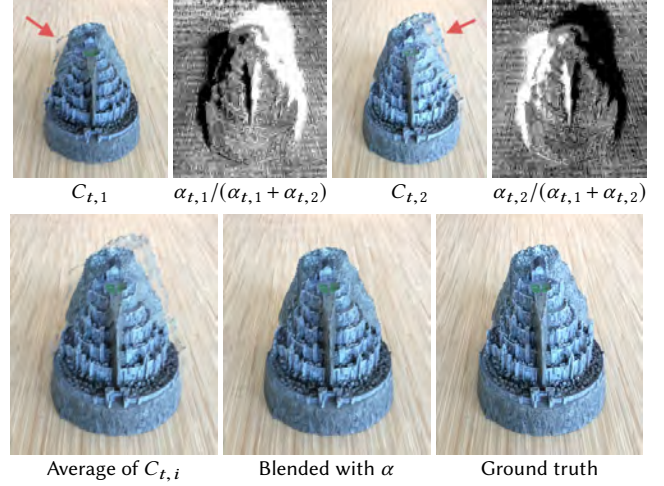 C_{t,1} α_{t,1}/(α_{t,1} + α_{t,2}) C_{t,2} α_{t,2}/(α_{t,1} + α_{t,2})
Average of C_{t,i} Blended with α Ground truth